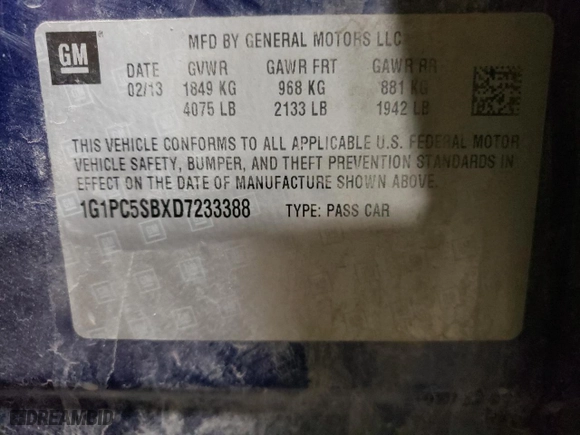 GM
MFD BY GENERAL MOTORS LLC
DATE GVWR GAWR FRT GAWR RR
02/13 1849 KG 968 KG 881 KG
4075 LB 2133 LB 1942 LB
THIS VEHICLE CONFORMS TO ALL APPLICABLE U.S. FEDERAL MOTOR
VEHICLE SAFETY, BUMPER, AND THEFT PREVENTION STANDARDS IN
EFFECT ON THE DATE OF MANUFACTURE SHOWN ABOVE.
1G1PC5SBXD7233388 TYPE: PASS CAR
DREAMBID